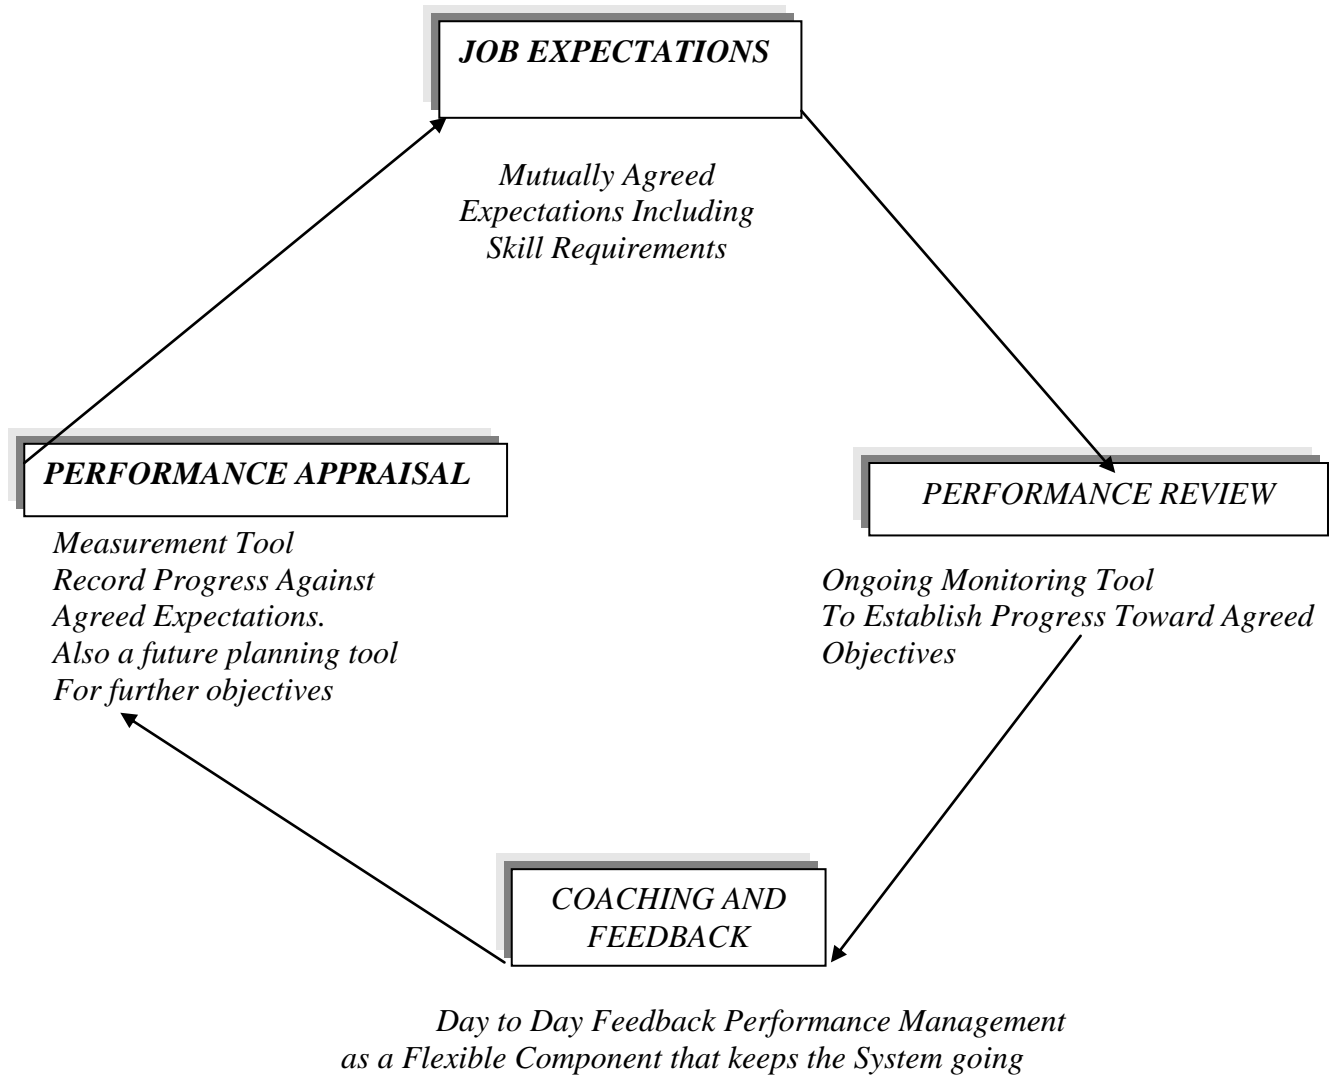 JOB EXPECTATIONS
Mutually Agreed
Expectations Including
Skill Requirements
PERFORMANCE APPRAISAL
Measurement Tool
Record Progress Against
Agreed Expectations.
Also a future planning tool
For further objectives
PERFORMANCE REVIEW
Ongoing Monitoring Tool
To Establish Progress Toward Agreed
Objectives
COACHING AND
FEEDBACK
Day to Day Feedback Performance Management
as a Flexible Component that keeps the System going